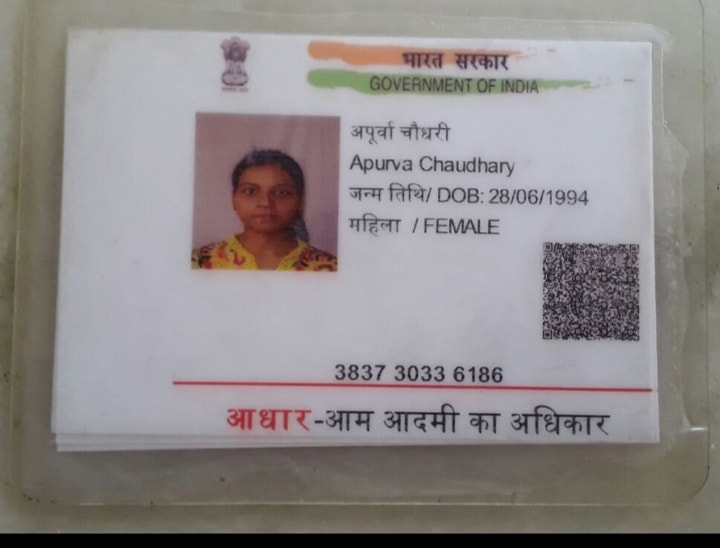 भारत सरकार
GOVERNMENT OF INDIA
अपूर्वा चौधरी
Apurva Chaudhary
जन्म तिथि/ DOB: 28/06/1994
महिला / FEMALE
3837 3033 6186
आधार-आम आदमी का अधिकार